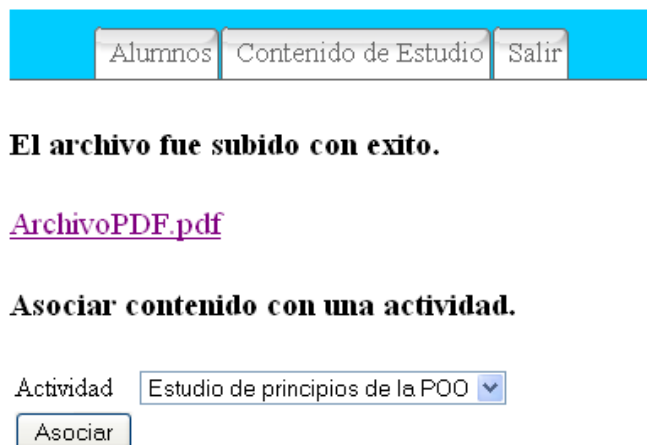 Alumnos Contenido de Estudio Salir
El archivo fue subido con exito.
ArchivoPDF.pdf
Asociar contenido con una actividad.
Actividad Estudio de principios de la POO
Asociar